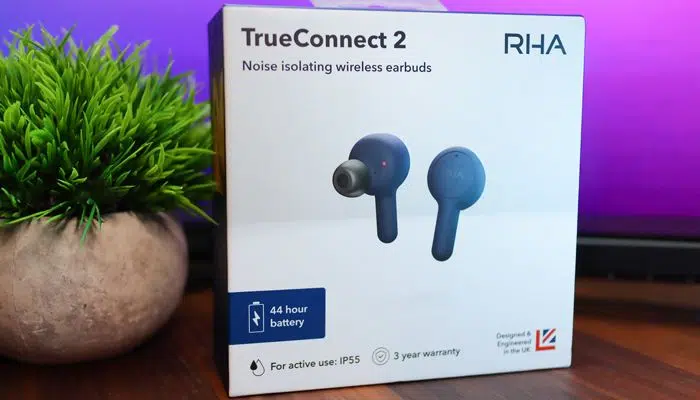 TrueConnect 2
RHA
Noise isolating wireless earbuds
RHA
44 hour
battery
For active use: IP55
3 year warranty
Designed &
Engineered
in the UK